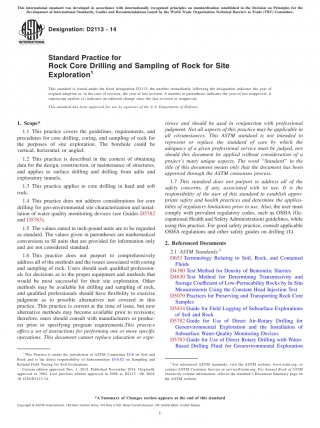 This international standard was developed in accordance with internationally recognized principles on standardization established in the Decision on Principles for the
Development of International Standards, Guides and Recommendations issued by the World Trade Organization Technical Barriers to Trade (TBT) Committee.
Designation: D2113 − 14
Standard Practice for
Rock Core Drilling and Sampling of Rock for Site
Exploration1
This standard is issued under the fixed designation D2113; the number immediately following the designation indicates the year of
original adoption or, in the case of revision, the year of last revision. A number in parentheses indicates the year of last reapproval. A
superscript epsilon (ε) indicates an editorial change since the last revision or reapproval.
This standard has been approved for use by agencies of the U.S. Department of Defense.
1. Scope*
1.1 This practice covers the guidelines, requirements, and
procedures for core drilling, coring, and sampling of rock for
the purposes of site exploration. The borehole could be
vertical, horizontal, or angled.
1.2 This practice is described in the context of obtaining
data for the design, construction, or maintenance of structures,
and applies to surface drilling and drilling from adits and
exploratory tunnels.
1.3 This practice applies to core drilling in hard and soft
rock.
1.4 This practice does not address considerations for core
drilling for geo-environmental site characterization and instal-
lation of water quality monitoring devices (see Guides D5782
and D5783).
1.5 The values stated in inch-pound units are to be regarded
as standard. The values given in parentheses are mathematical
conversions to SI units that are provided for information only
and are not considered standard.
1.6 This practice does not purport to comprehensively
address all of the methods and the issues associated with coring
and sampling of rock. Users should seek qualified profession-
als for decisions as to the proper equipment and methods that
would be most successful for their site exploration. Other
methods may be available for drilling and sampling of rock,
and qualified professionals should have flexibility to exercise
judgment as to possible alternatives not covered in this
practice. This practice is current at the time of issue, but new
alternative methods may become available prior to revisions;
therefore, users should consult with manufacturers or produc-
ers prior to specifying program requirements. This practice
offers a set of instructions for performing one or more specific
operations. This document cannot replace education or expe-
1 This Practice is under the jurisdiction of ASTM Committee D18 on Soil and
Rock and is the direct responsibility of Subcommittee D18.02 on Sampling and
Related Field Testing for Soil Evaluations.
Current edition approved Nov. 1, 2014. Published November 2014. Originally
approved in 1962. Last previous edition approved in 2008 as D2113 – 08. DOI:
10.1520/D2113-14.
rience and should be used in conjunction with professional
judgment. Not all aspects of this practice may be applicable in
all circumstances. This ASTM standard is not intended to
represent or replace the standard of care by which the
adequacy of a given professional service must be judged, nor
should this document be applied without consideration of a
project's many unique aspects. The word "Standard" in the
title of this document means only that the document has been
approved through the ASTM consensus process.
1.7 This standard does not purport to address all of the
safety concerns, if any, associated with its use. It is the
responsibility of the user of this standard to establish appro-
priate safety and health practices and determine the applica-
bility of regulatory limitations prior to use. Also, the user must
comply with prevalent regulatory codes, such as OSHA (Oc-
cupational Health and Safety Administration) guidelines, while
using this practice. For good safety practice, consult applicable
OSHA regulations and other safety guides on drilling (1).
2. Referenced Documents
2.1 ASTM Standards:2
D653 Terminology Relating to Soil, Rock, and Contained
Fluids
D4380 Test Method for Density of Bentonitic Slurries
D4630 Test Method for Determining Transmissivity and
Storage Coefficient of Low-Permeability Rocks by In Situ
Measurements Using the Constant Head Injection Test
D5079 Practices for Preserving and Transporting Rock Core
Samples
D5434 Guide for Field Logging of Subsurface Explorations
of Soil and Rock
D5782 Guide for Use of Direct Air-Rotary Drilling for
Geoenvironmental Exploration and the Installation of
Subsurface Water-Quality Monitoring Devices
D5783 Guide for Use of Direct Rotary Drilling with Water-
Based Drilling Fluid for Geoenvironmental Exploration
2 For referenced ASTM standards, visit the ASTM website, www.astm.org, or
contact ASTM Customer Service at service@astm.org. For Annual Book of ASTM
Standards volume information, refer to the standard's Document Summary page on
the ASTM website.
*A Summary of Changes section appears at the end of this standard
Copyright © ASTM International, 100 Barr Harbor Drive, PO Box C700, West Conshohocken, PA 19428-2959. United States
1